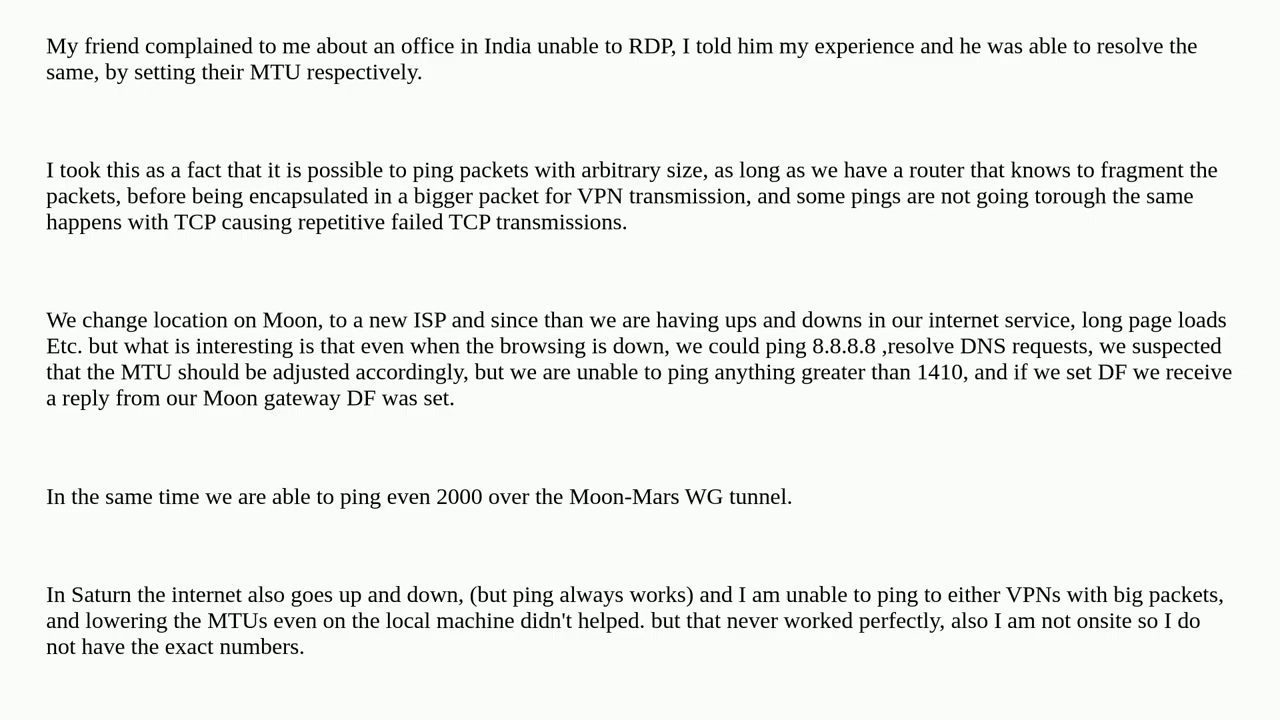 My friend complained to me about an office in India unable to RDP, I told him my experience and he was able to resolve the
same, by setting their MTU respectively.
I took this as a fact that it is possible to ping packets with arbitrary size, as long as we have a router that knows to fragment the
packets, before being encapsulated in a bigger packet for VPN transmission, and some pings are not going torough the same
happens with TCP causing repetitive failed TCP transmissions.
We change location on Moon, to a new ISP and since than we are having ups and downs in our internet service, long page loads
Etc. but what is interesting is that even when the browsing is down, we could ping 8.8.8.8 ,resolve DNS requests, we suspected
that the MTU should be adjusted accordingly, but we are unable to ping anything greater than 1410, and if we set DF we receive
a reply from our Moon gateway DF was set.
In the same time we are able to ping even 2000 over the Moon-Mars WG tunnel.
In Saturn the internet also goes up and down, (but ping always works) and I am unable to ping to either VPNs with big packets,
and lowering the MTUs even on the local machine didn't helped. but that never worked perfectly, also I am not onsite so I do
not have the exact numbers.